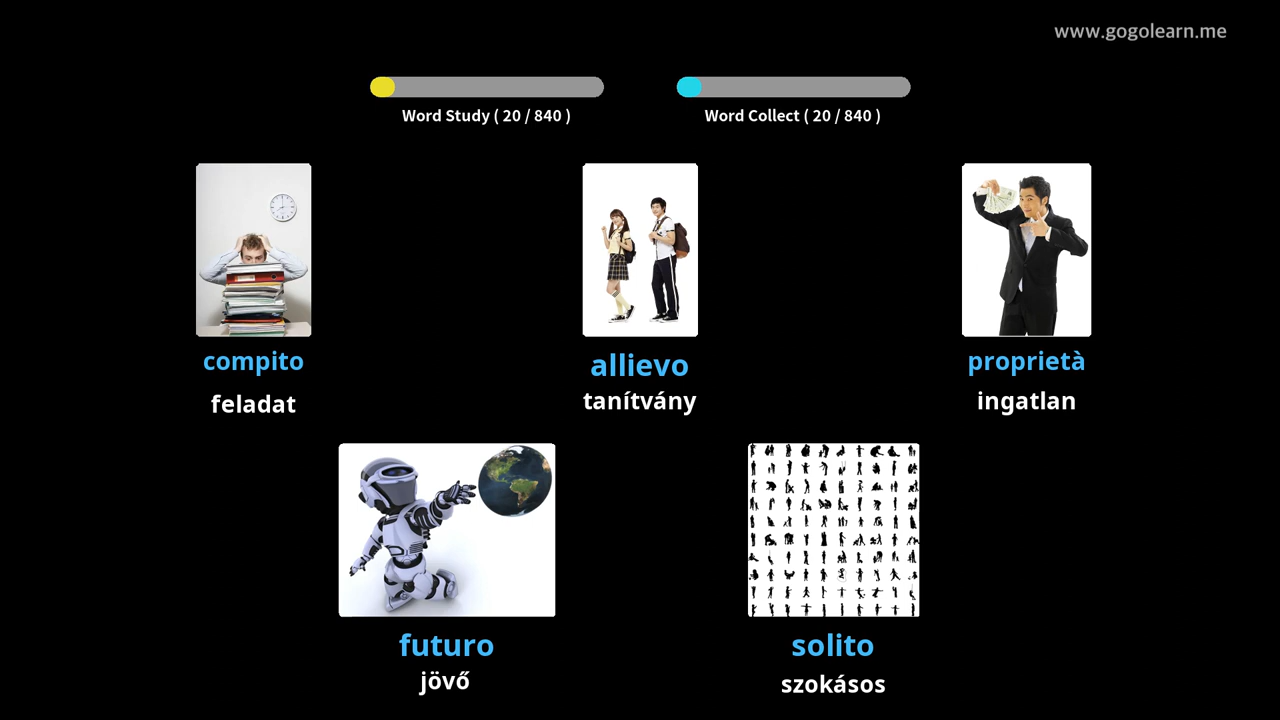 www.gogolearn.me
Word Study ( 20 / 840 )
Word Collect ( 20 / 840 )
compito
feladat
allievo
tanítvány
proprietà
ingatlan
futuro
jövő
solito
szokásos